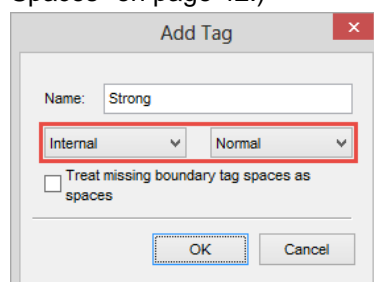 Spaces" on page 42.)
Add Tag
Name: Strong
Internal Normal
Treat missing boundary tag spaces as
spaces
OK Cancel